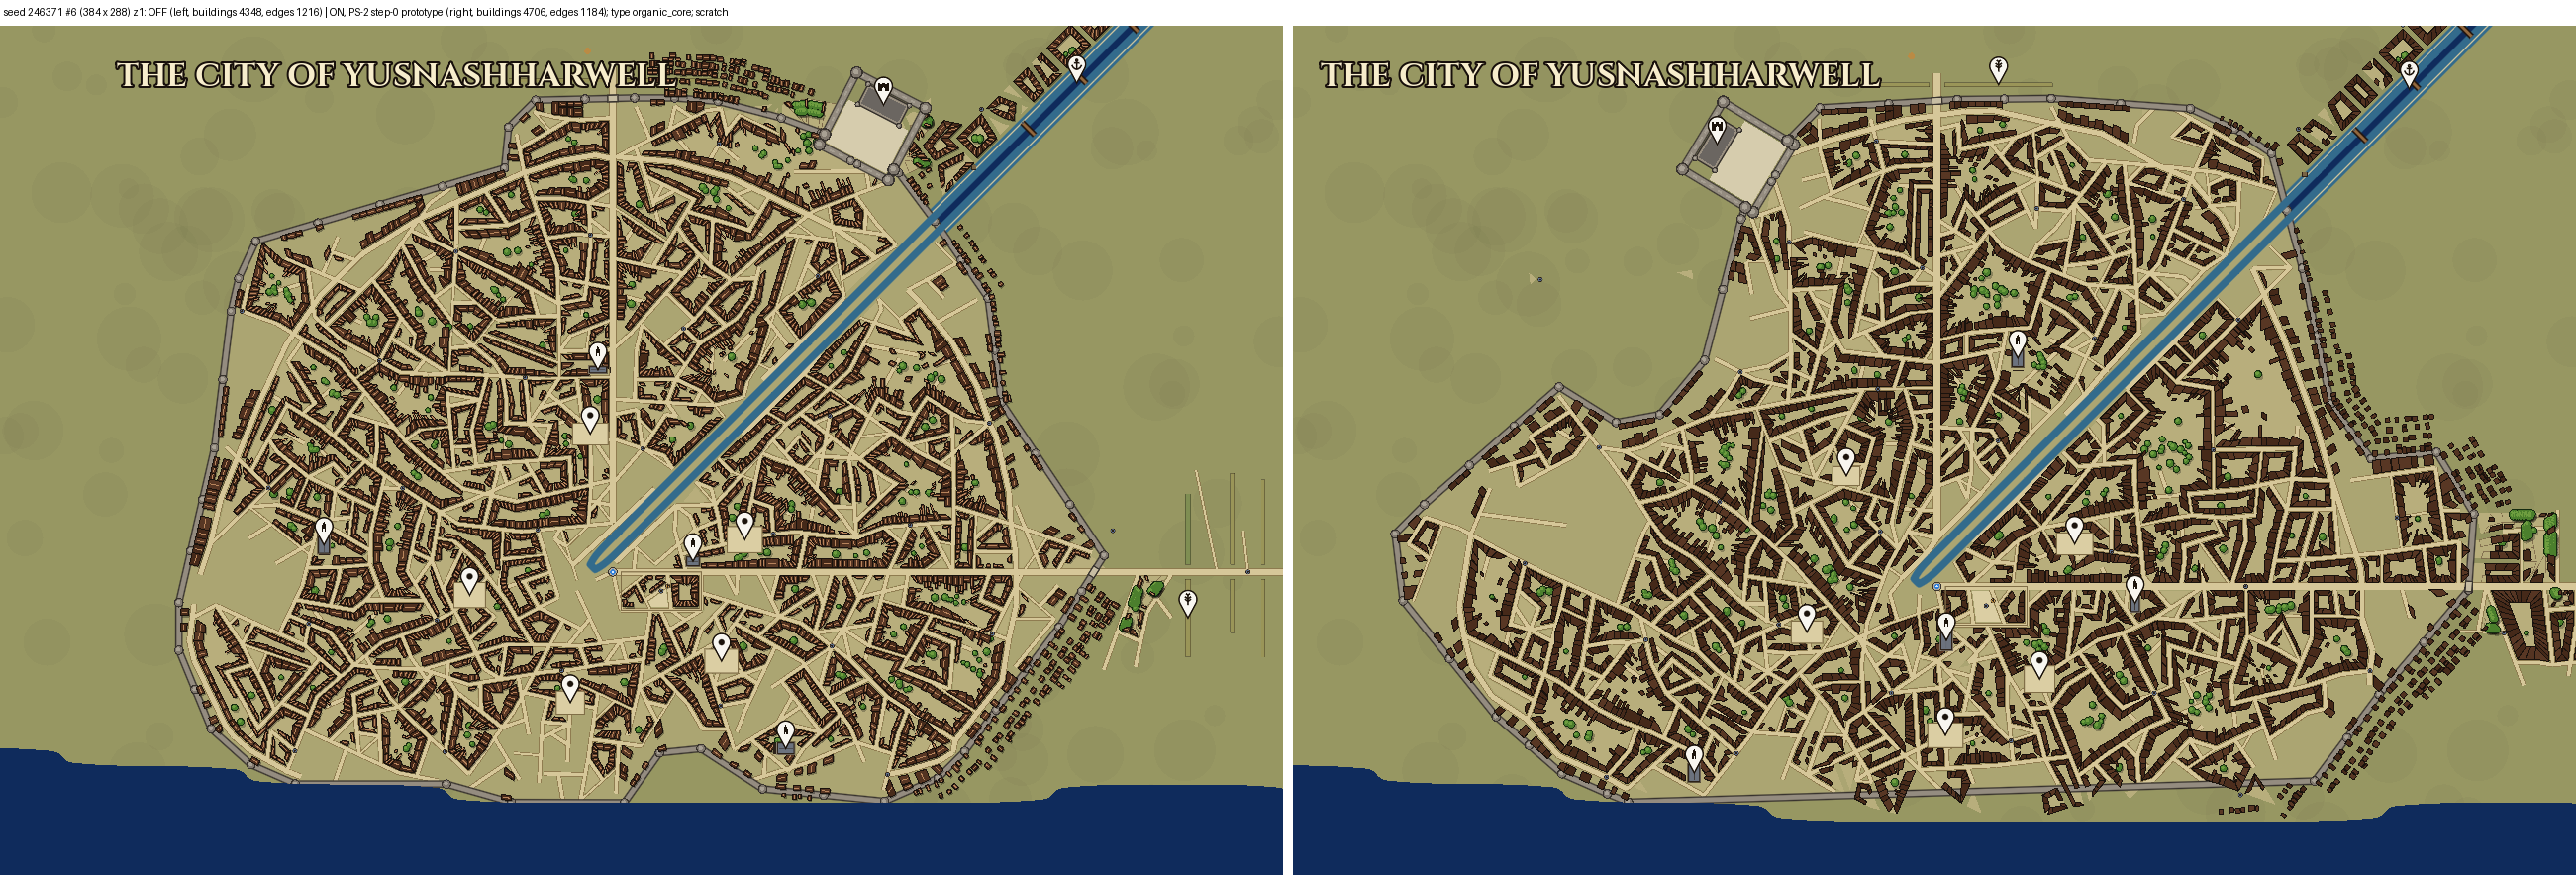 seed 246371 #6 (384 x 288) z1: OFF (left, buildings 4348, edges 1216) | ON, PS-2 step-0 prototype (right, buildings 4706, edges 1184); type organic_core; scratch
THE CITY OF YUSNASHHARWELL
THE CITY OF YUSNASHHARWELL